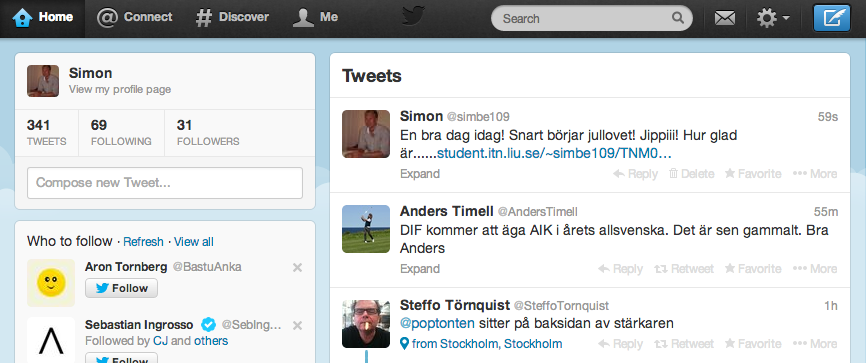 Home Connect Discover Me Search
Simon
View my profile page
341 69 31
TWEETS FOLLOWING FOLLOWERS
Compose new Tweet...
Who to follow · Refresh · View all
Aron Tornberg @BastuAnka
Follow
Sebastian Ingrosso @SebIng...
Followed by CJ and others
Follow
Tweets
Simon @simbe109 59s
En bra dag idag! Snart börjar jullovet! Jippiii! Hur glad
är......student.itn.liu.se/~simbe109/TNM0...
Expand Reply Delete Favorite More
Anders Timell @AndersTimell 55m
DIF kommer att äga AIK i årets allsvenska. Det är sen gammalt. Bra
Anders
Expand Reply Retweet Favorite More
Steffo Törnquist @SteffoTornquist 1h
@poptonten sitter på baksidan av stärkaren
from Stockholm, Stockholm Reply Retweet Favorite More